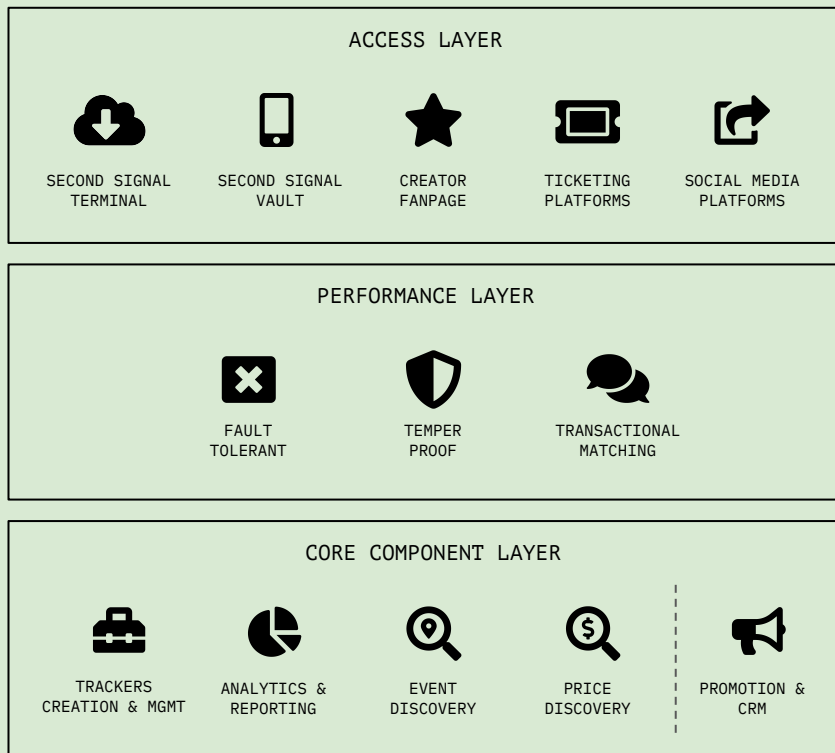 ACCESS LAYER
SECOND SIGNAL
TERMINAL
SECOND SIGNAL
VAULT
CREATOR
FANPAGE
TICKETING
PLATFORMS
SOCIAL MEDIA
PLATFORMS
PERFORMANCE LAYER
FAULT
TOLERANT
TEMPER
PROOF
TRANSACTIONAL
MATCHING
CORE COMPONENT LAYER
TRACKERS
CREATION & MGMT
ANALYTICS &
REPORTING
EVENT
DISCOVERY
$
PRICE
DISCOVERY
PROMOTION &
CRM